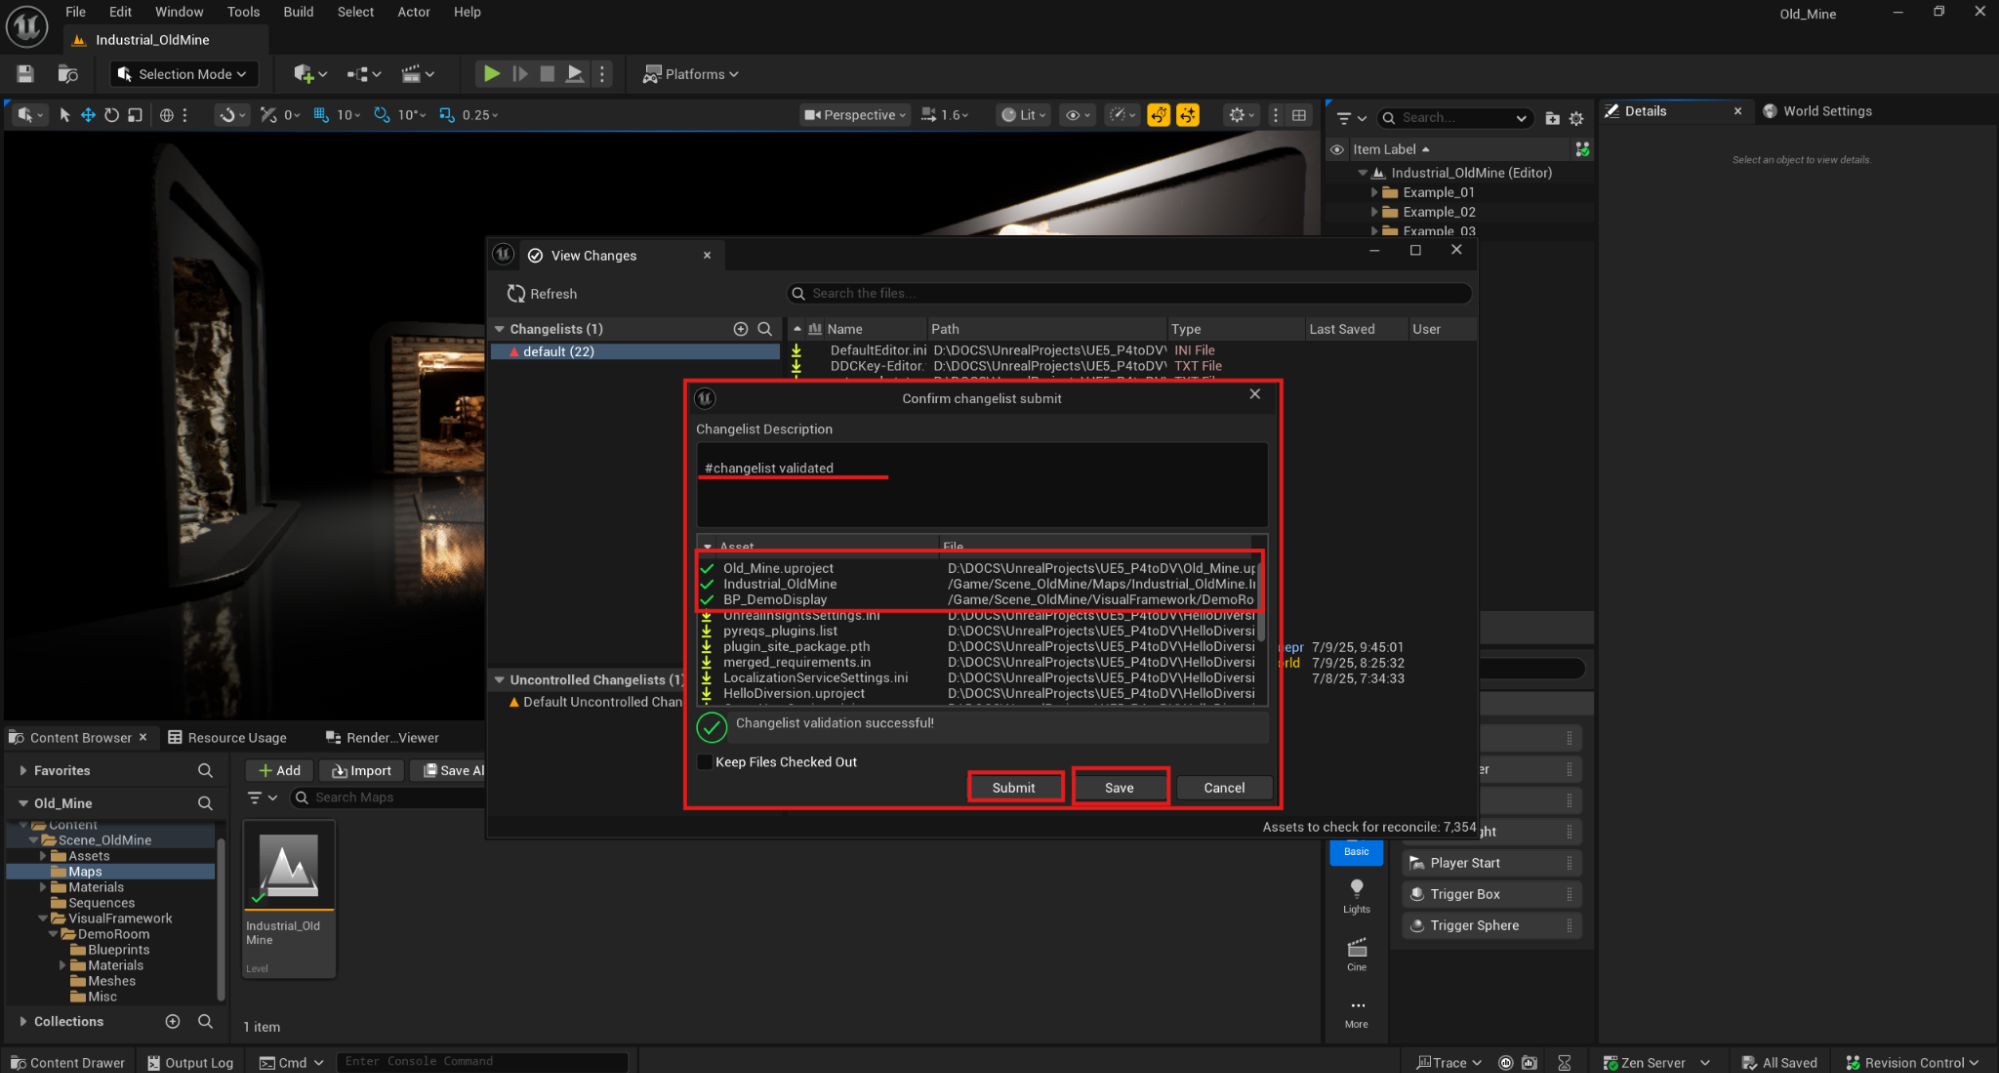 File Edit Window Tools Build Select Actor Help
Old_Mine
Industrial_OldMine
Selection Mode
Platforms
0 10 10° 0.25
Perspective 1.6 Lit
Search...
Details
World Settings
Item Label
Select an object to view details.
Industrial_OldMine (Editor)
Example_01
Example_02
Example_03
View Changes
Refresh
Search the files...
Changelists (1)
Name Path Type Last Saved User
default (22)
DefaultEditor.ini D:\DOCS\UnrealProjects\UE5_P4toDV\ INI File
DDCKey-Editor. D:\DOCS\UnrealProjects\UE5_P4toDV\ TXT File
Confirm changelist submit
Changelist Description
#changelist validated
Asset File
Old_Mine.uproject D:\DOCS\UnrealProjects\UE5_P4toDV\Old_Mine.up
Industrial_OldMine /Game/Scene_OldMine/Maps/Industrial_OldMine.I
BP_DemoDisplay /Game/Scene_OldMine/VisualFramework/DemoRo
UnrealInsightsSettings.ini D:\DOCS\UnrealProjects\UE5_P4toDV\HelloDiversi
pyreqs_plugins.list D:\DOCS\UnrealProjects\UE5_P4toDV\HelloDiversi
plugin_site_package.pth D:\DOCS\UnrealProjects\UE5_P4toDV\HelloDiversi
merged_requirements.in D:\DOCS\UnrealProjects\UE5_P4toDV\HelloDiversi
LocalizationServiceSettings.ini D:\DOCS\UnrealProjects\UE5_P4toDV\HelloDiversi
HelloDiversion.uproject D:\DOCS\UnrealProjects\UE5_P4toDV\HelloDiversi
Changelist validation successful!
Keep Files Checked Out
Submit Save Cancel
epr 7/9/25, 9:45:01
rld 7/9/25, 8:25:32
7/8/25, 7:34:33
Uncontrolled Changelists (1)
Default Uncontrolled Chan
Assets to check for reconcile: 7,354
Content Browser
Resource Usage
Render...Viewer
Favorites
Add Import Save Al
Old_Mine
Search Maps
Content
Scene_OldMine
Assets
Maps
Materials
Sequences
VisualFramework
DemoRoom
Blueprints
Materials
Meshes
Misc
Collections
Industrial_Old
Mine
Level
1 item
er
ght
Basic
Player Start
Trigger Box
Trigger Sphere
Lights
Cine
More
Content Drawer Output Log Cmd Enter Console Command
Trace Zen Server All Saved Revision Control